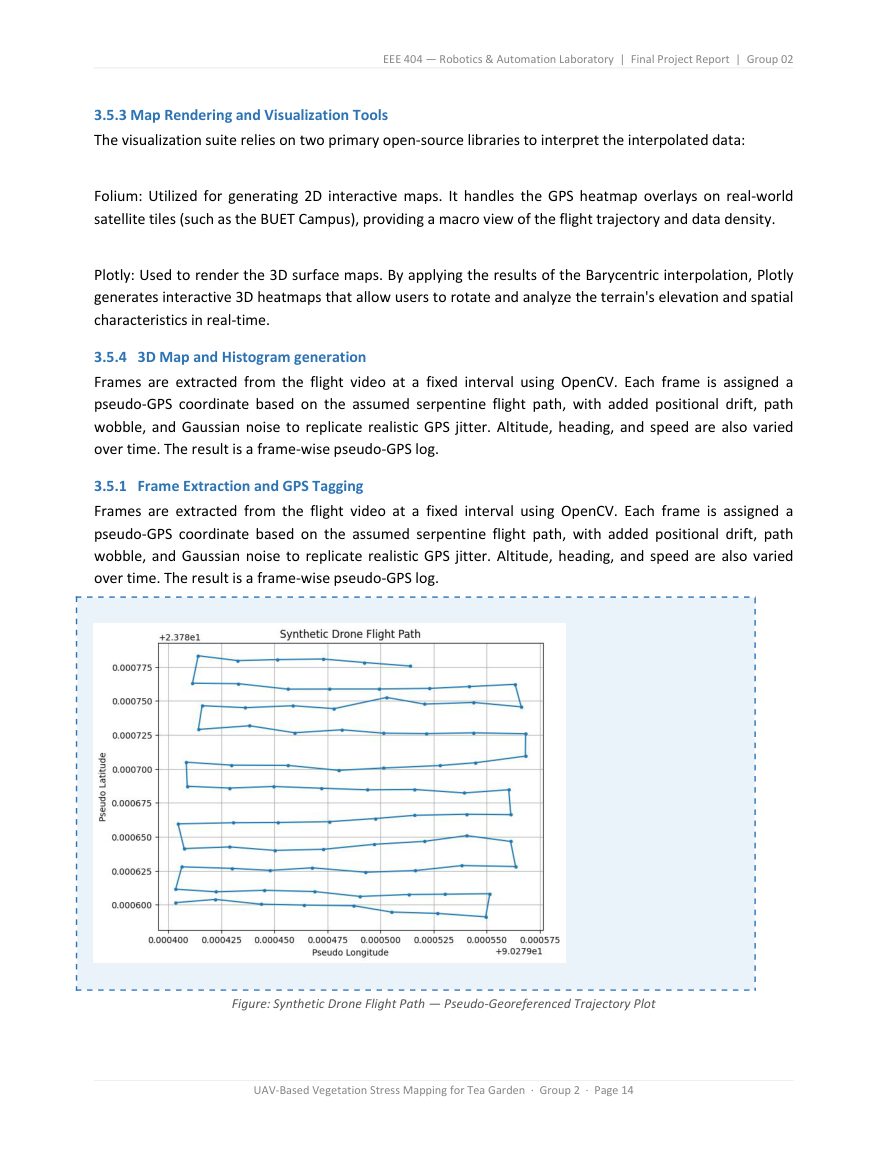 EEE 404 — Robotics & Automation Laboratory | Final Project Report | Group 02
3.5.3 Map Rendering and Visualization Tools
The visualization suite relies on two primary open-source libraries to interpret the interpolated data:
Folium: Utilized for generating 2D interactive maps. It handles the GPS heatmap overlays on real-world
satellite tiles (such as the BUET Campus), providing a macro view of the flight trajectory and data density.
Plotly: Used to render the 3D surface maps. By applying the results of the Barycentric interpolation, Plotly
generates interactive 3D heatmaps that allow users to rotate and analyze the terrain's elevation and spatial
characteristics in real-time.
3.5.4 3D Map and Histogram generation
Frames are extracted from the flight video at a fixed interval using OpenCV. Each frame is assigned a
pseudo-GPS coordinate based on the assumed serpentine flight path, with added positional drift, path
wobble, and Gaussian noise to replicate realistic GPS jitter. Altitude, heading, and speed are also varied
over time. The result is a frame-wise pseudo-GPS log.
3.5.1 Frame Extraction and GPS Tagging
Frames are extracted from the flight video at a fixed interval using OpenCV. Each frame is assigned a
pseudo-GPS coordinate based on the assumed serpentine flight path, with added positional drift, path
wobble, and Gaussian noise to replicate realistic GPS jitter. Altitude, heading, and speed are also varied
over time. The result is a frame-wise pseudo-GPS log.
Synthetic Drone Flight Path
+2.378e1
0.000775
0.000750
0.000725
0.000700
0.000675
0.000650
0.000625
0.000600
Pseudo Latitude
0.000400 0.000425 0.000450 0.000475 0.000500 0.000525 0.000550 0.000575
Pseudo Longitude
+9.0279e1
Figure: Synthetic Drone Flight Path — Pseudo-Georeferenced Trajectory Plot
UAV-Based Vegetation Stress Mapping for Tea Garden · Group 2 · Page 14